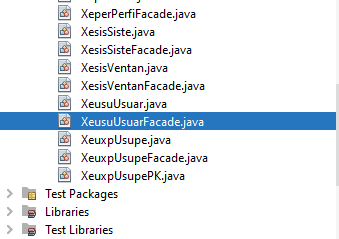 XeperPerfiFacade.java
XesisSiste.java
XesisSisteFacade.java
XesisVentan.java
XesisVentanFacade.java
XeusuUsuar.java
XeusuUsuarFacade.java
XeuxpUsupe.java
XeuxpUsupeFacade.java
XeuxpUsupePK.java
Test Packages
Libraries
Test Libraries